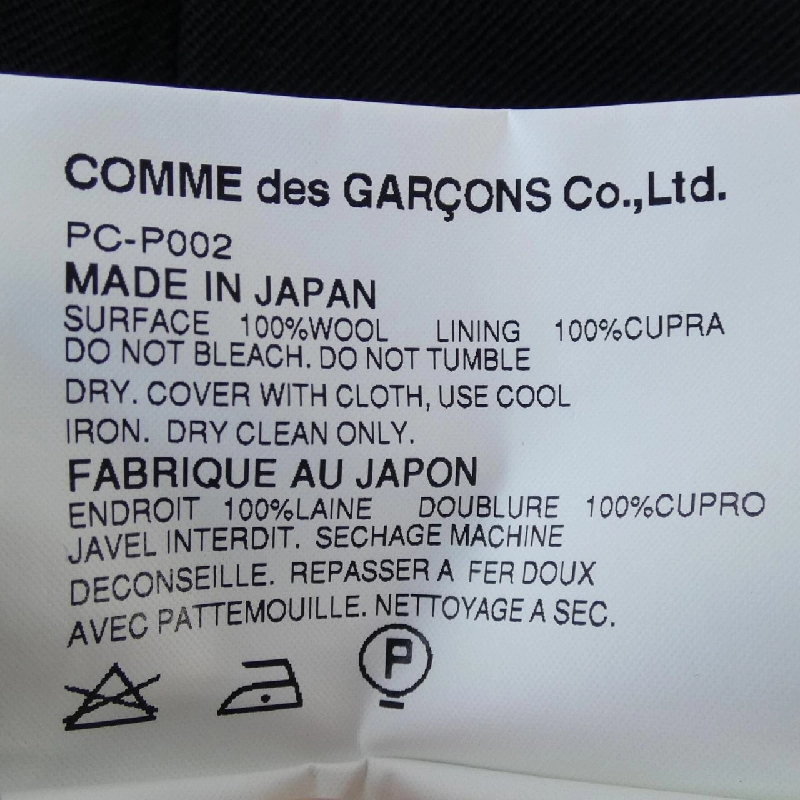 COMME des GARÇONS Co.,Ltd.
PC-P002
MADE IN JAPAN
SURFACE 100%WOOL LINING 100%CUPRA
DO NOT BLEACH. DO NOT TUMBLE
DRY. COVER WITH CLOTH, USE COOL
IRON. DRY CLEAN ONLY.
FABRIQUE AU JAPON
ENDROIT 100%LAINE DOUBLURE 100%CUPRO
JAVEL INTERDIT. SECHAGE MACHINE
DECONSEILLE. REPASSER A FER DOUX
AVEC PATTEMOUILLE. NETTOYAGE A SEC.
P